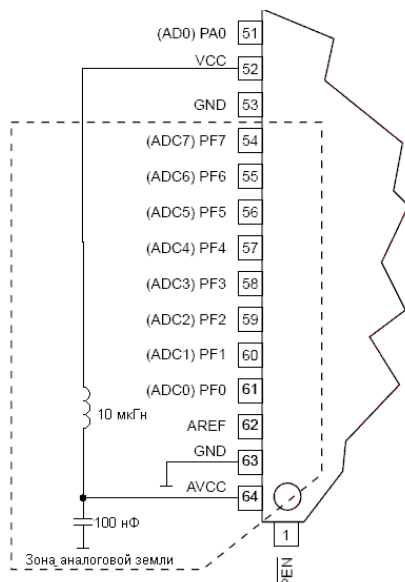 (AD0) PA0 51
VCC 52
GND 53
(ADC7) PF7 54
(ADC6) PF6 55
(ADC5) PF5 56
(ADC4) PF4 57
(ADC3) PF3 58
(ADC2) PF2 59
(ADC1) PF1 60
(ADC0) PF0 61
10 мкГн
AREF 62
GND 63
AVCC 64
100 нФ
1
Зона аналоговой земли
PEN